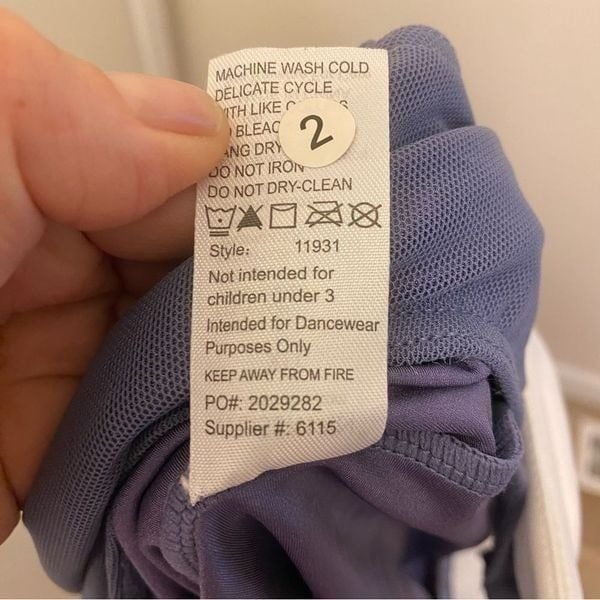 MACHINE WASH COLD
DELICATE CYCLE
WITH LIKE
BLEAC
ANG DRY
DO NOT IRON
DO NOT DRY-CLEAN
2
Style: 11931
Not intended for
children under 3
Intended for Dancewear
Purposes Only
KEEP AWAY FROM FIRE
PO#: 2029282
Supplier #: 6115